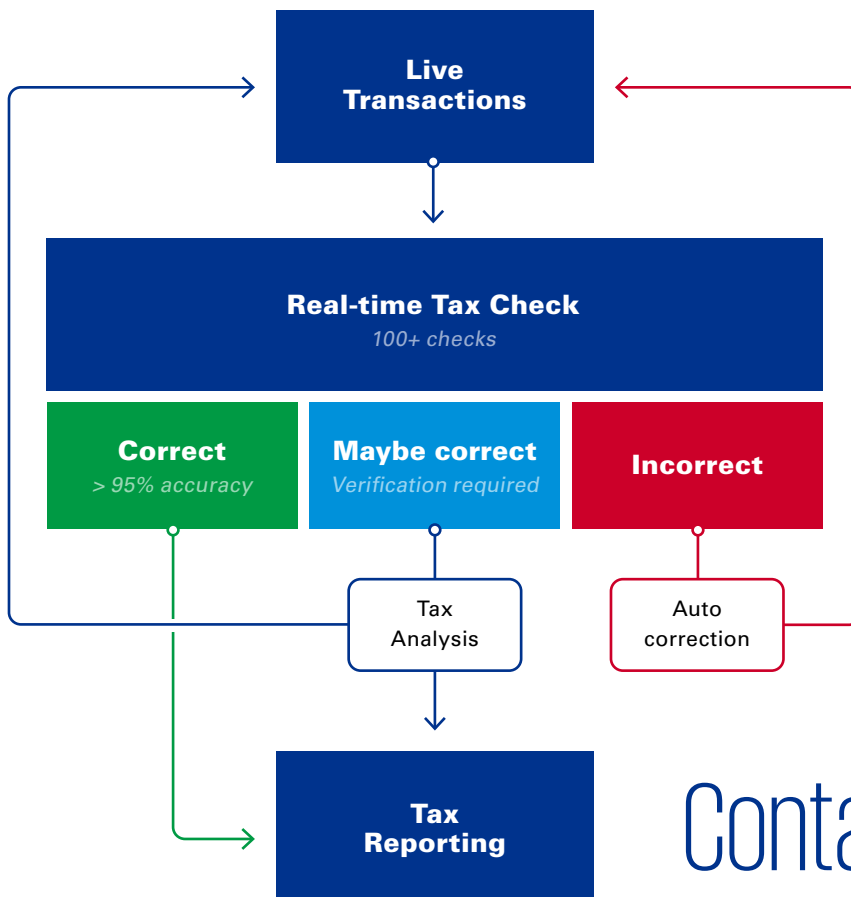 Live
Transactions
Real-time Tax Check
100+ checks
Correct
> 95% accuracy
Maybe correct
Verification required
Incorrect
Tax
Analysis
Auto
correction
Tax
Reporting
Conta